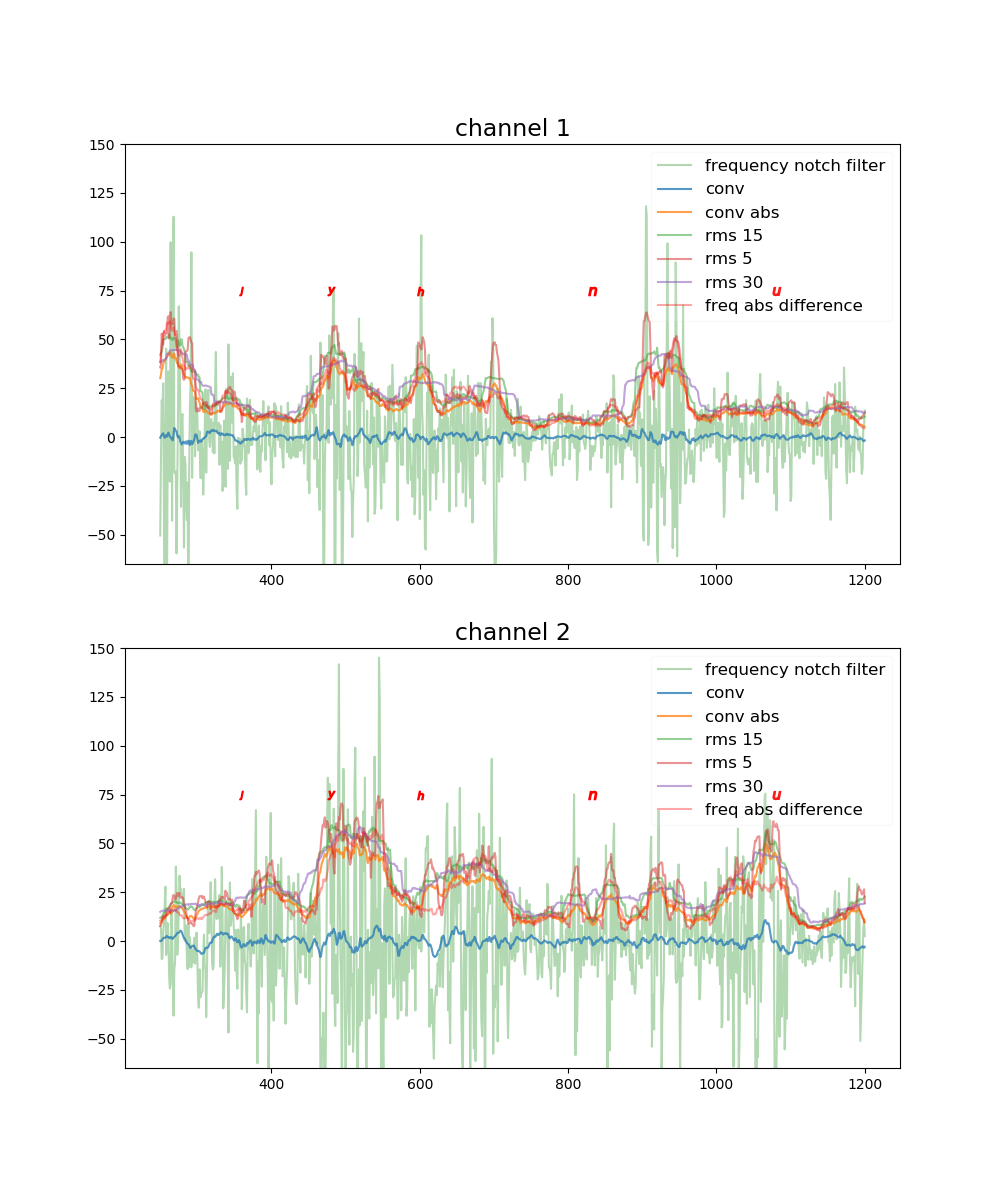 channel 1
150
125
100
75
50
25
0
−25
−50
frequency notch filter
conv
conv abs
rms 15
rms 5
rms 30
freq abs difference
J y h n u
400 600 800 1000 1200
channel 2
150
125
100
75
50
25
0
−25
−50
frequency notch filter
conv
conv abs
rms 15
rms 5
rms 30
freq abs difference
J y h n u
400 600 800 1000 1200